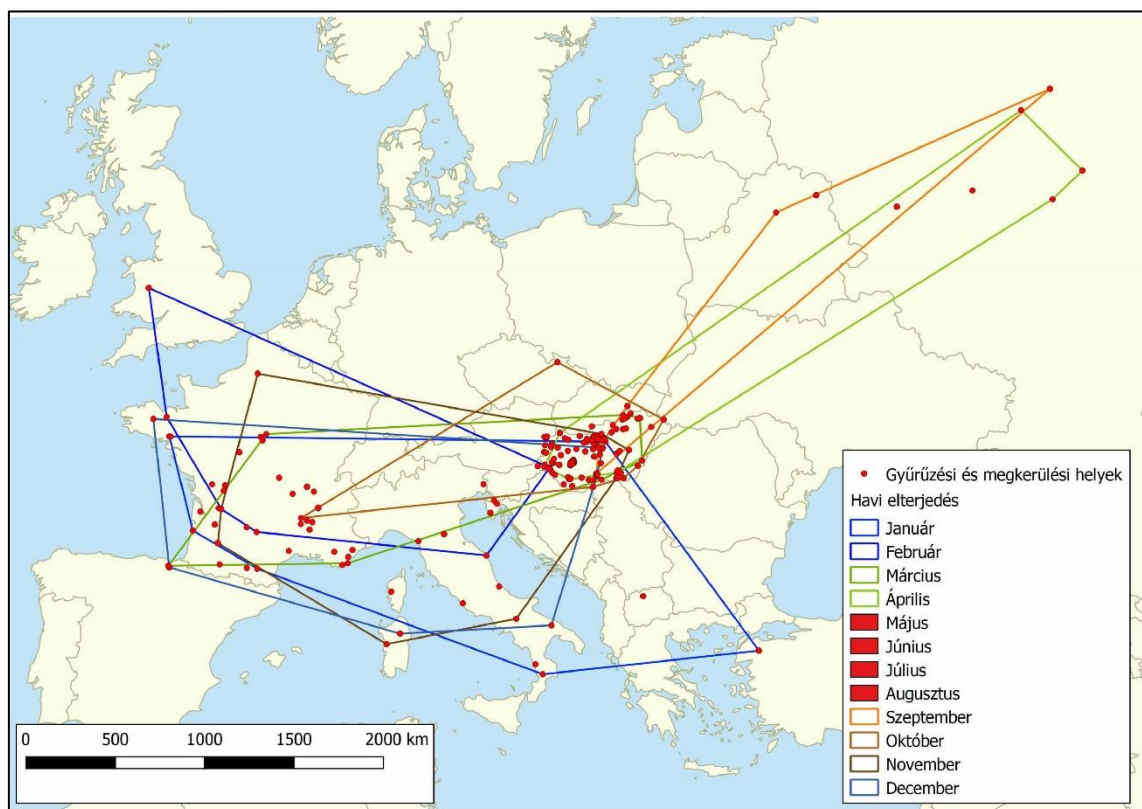 Gyűrűzési és megkerülési helyek
Havi elterjedés
Január
Február
Március
Április
Május
Június
Július
Augusztus
Szeptember
Október
November
December
0 500 1000 1500 2000 km